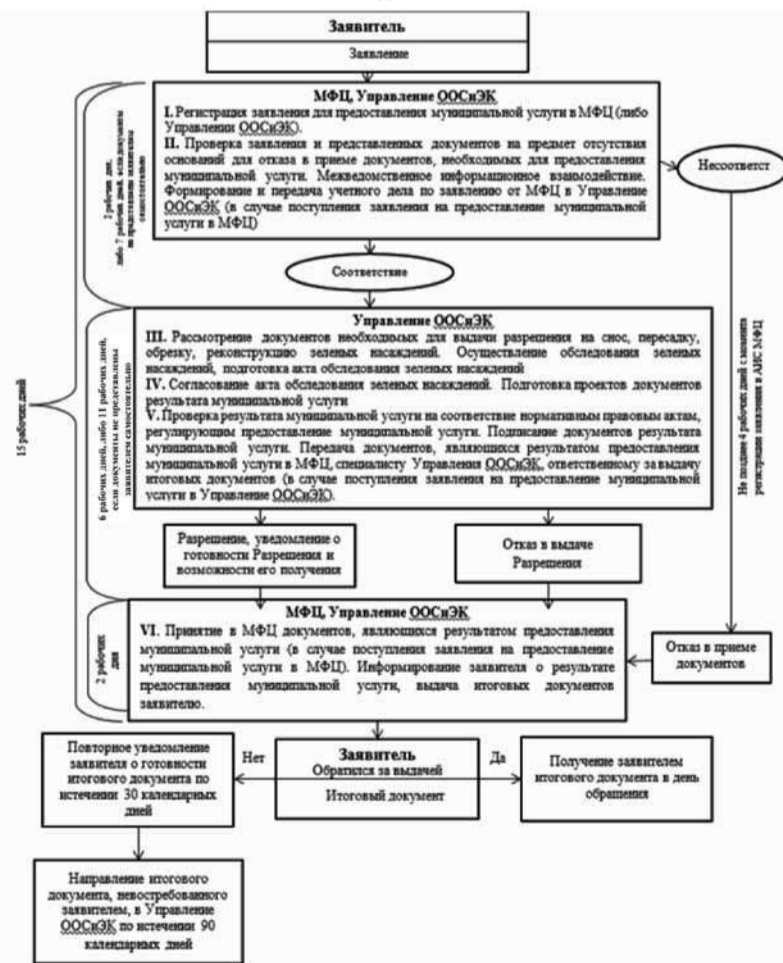 Заявитель
Заявление
МФЦ, Управление ООСиЭК
I. Регистрация заявления для предоставления муниципальной услуги в МФЦ (либо
Управлении ООСиЭК).
II. Проверка заявления и представленных документов на предмет отсутствия
оснований для отказа в приеме документов, необходимых для предоставления
муниципальной услуги. Межведомственное информационное взаимодействие.
Формирование и передача учетного дела по заявлению от МФЦ в Управление
ООСиЭК (в случае поступления заявления на предоставление муниципальной
услуги в МФЦ)
Несоответст
2 рабочих дня,
либо 7 рабочих дней, если документы
не представлены заявителем
самостоятельно
Соответствие
Управление ООСиЭК
III. Рассмотрение документов необходимых для выдачи разрешения на снос, пересадку,
обрезку, реконструкцию зеленых насаждений. Осуществление обследования зеленых
насаждений, подготовка акта обследования зеленых насаждений
IV. Согласование акта обследования зеленых насаждений. Подготовка проектов документов
результата муниципальной услуги
V. Проверка результата муниципальной услуги на соответствие нормативным правовым актам,
регулирующим предоставление муниципальной услуги. Подписание документов результата
муниципальной услуги. Передача документов, являющихся результатом предоставления
муниципальной услуги в МФЦ, специалисту Управления ООСиЭК, ответственному за выдачу
итоговых документов (в случае поступления заявления на предоставление муниципальной
услуги в Управление ООСиЭК).
15 рабочих дней
6 рабочих дней, либо 11 рабочих дней,
если документы не представлены
заявителем самостоятельно
Не позднее 4 рабочих дней с момента
регистрации заявления в АИС МФЦ
Разрешение, уведомление о
готовности Разрешения и
возможности его получения
Отказ в выдаче
Разрешения
МФЦ, Управление ООСиЭК
VI. Принятие в МФЦ документов, являющихся результатом предоставления
муниципальной услуги (в случае поступления заявления на предоставление
муниципальной услуги в МФЦ). Информирование заявителя о результате
предоставления муниципальной услуги, выдача итоговых документов
заявителю.
2 рабочих
дня
Отказ в приеме
документов
Повторное уведомление
заявителя о готовности
итогового документа по
истечении 30 календарных
дней
Нет
Заявитель
Обратился за выдачей
Итоговый документ
Да
Получение заявителем
итогового документа в день
обращения
Направление итогового
документа, невостребованного
заявителем, в Управление
ООСиЭК по истечении 90
календарных дней